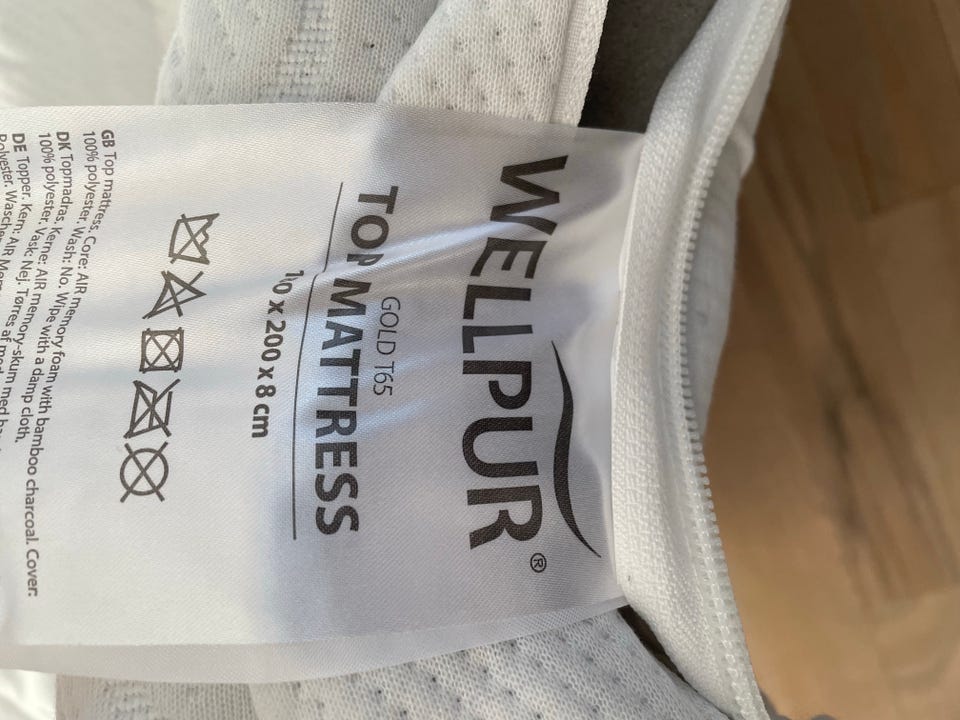 WELLPUR®
GOLD T65
TOP MATTRESS
x 200 x 8 cm
GB Top mattress. Core: AIR memory foam with bamboo charcoal. Cover:
100% polyester. Wash: No. Wipe with a damp cloth.
DK Topmadras. Kerne: AIR memory-skum med
100% polyester. Vask: Nej. Tørres af med
DE Topper. Kern: AIR
Polyester.